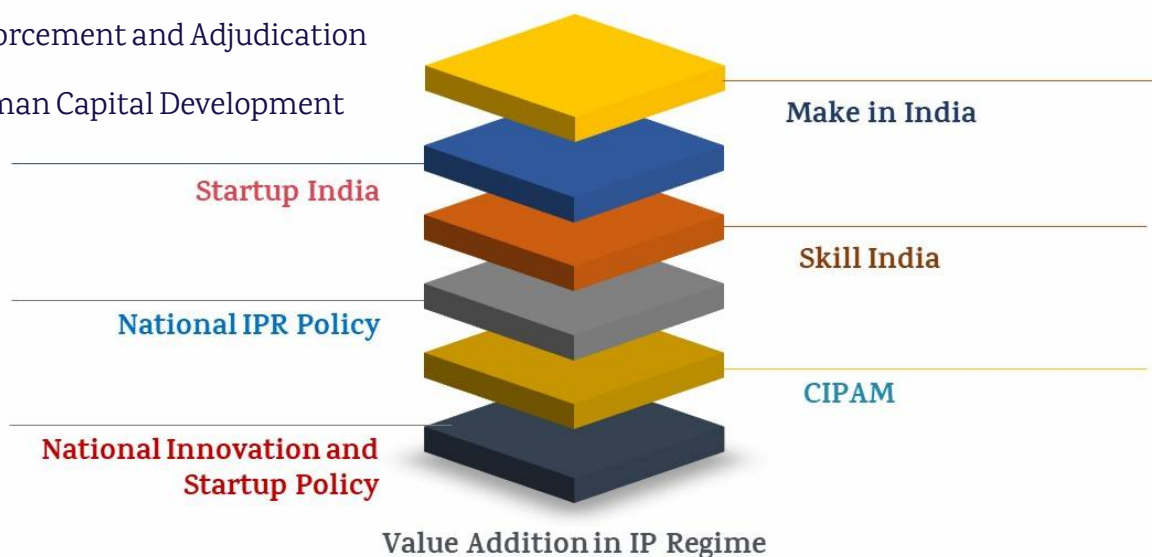 orcement and Adjudication
man Capital Development
Make in India
Startup India
Skill India
National IPR Policy
CIPAM
National Innovation and
Startup Policy
Value Addition in IP Regime